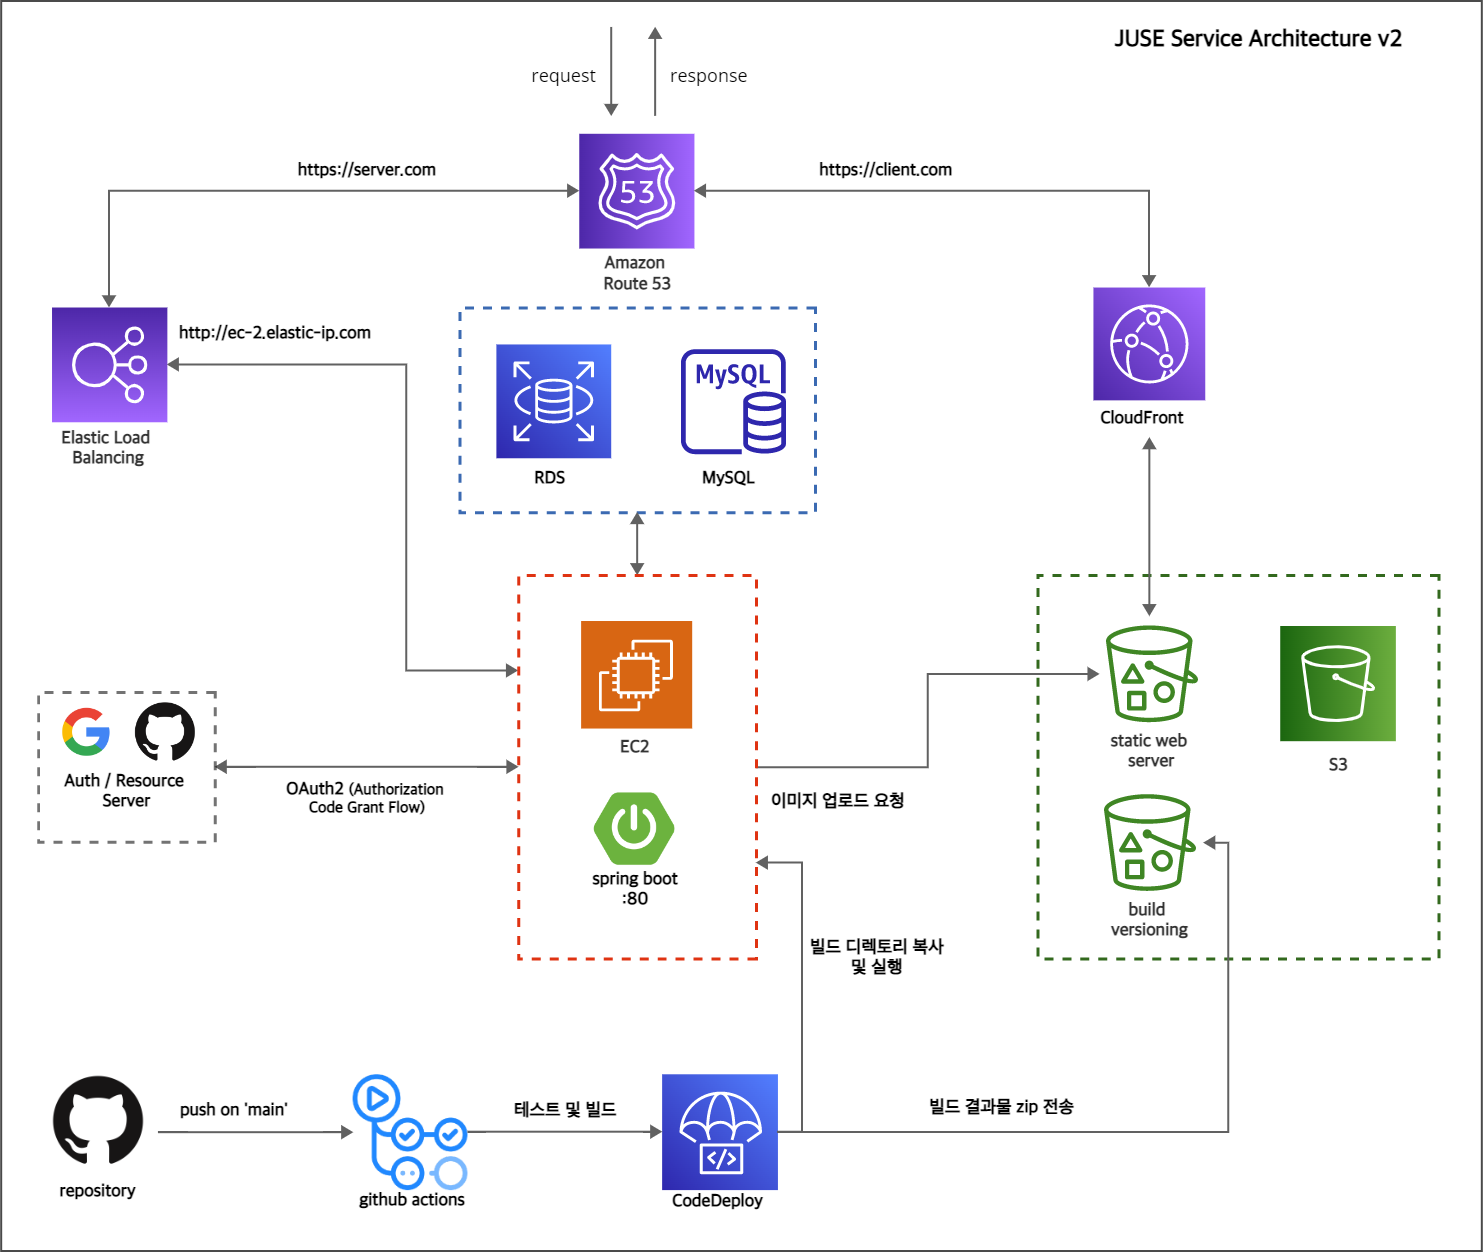 JUSE Service Architecture v2
request
response
https://server.com
https://client.com
53
Amazon
Route 53
http://ec-2.elastic-ip.com
Elastic Load
Balancing
MySQL
RDS
MySQL
CloudFront
EC2
spring boot
:80
Auth / Resource
Server
OAuth2 (Authorization
Code Grant Flow)
이미지 업로드 요청
static web
server
S3
build
versioning
빌드 디렉토리 복사
및 실행
push on 'main'
테스트 및 빌드
빌드 결과물 zip 전송
</>
repository
github actions
CodeDeploy